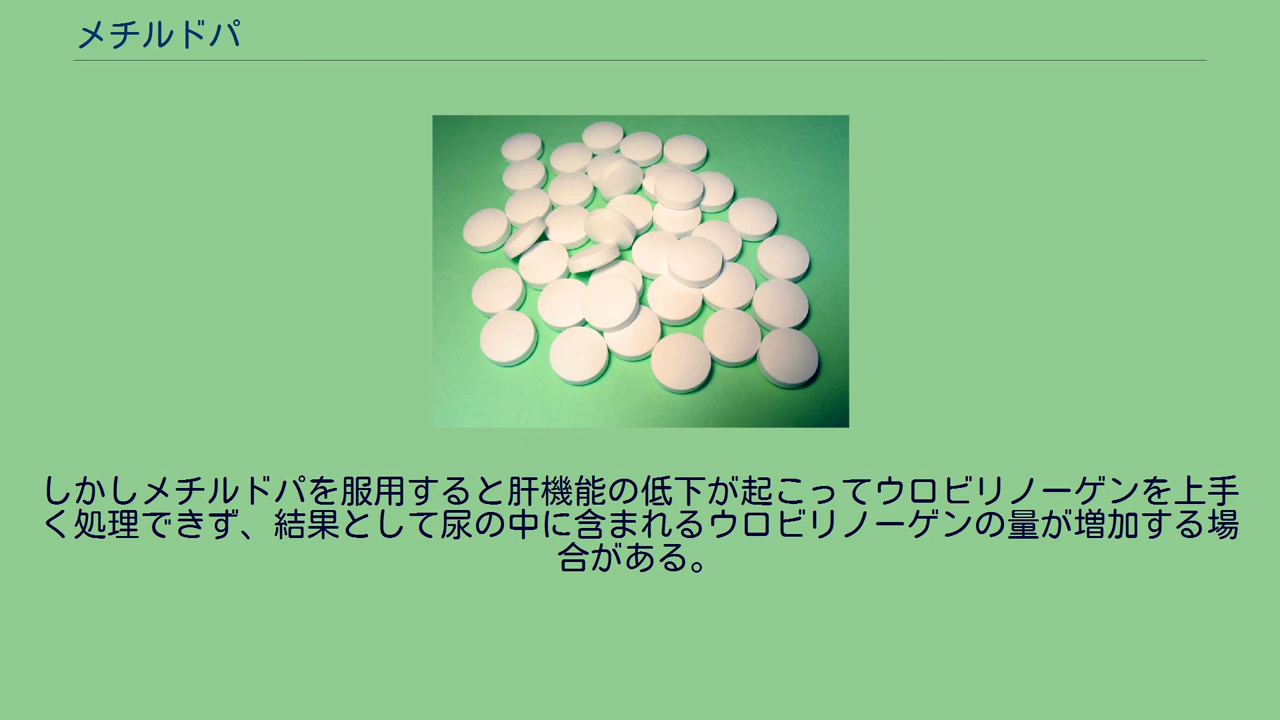 メチルドパ
しかしメチルドパを服用すると肝機能の低下が起こってウロビリノーゲンを上手
く処理できず、結果として尿の中に含まれるウロビリノーゲンの量が増加する場
合がある。